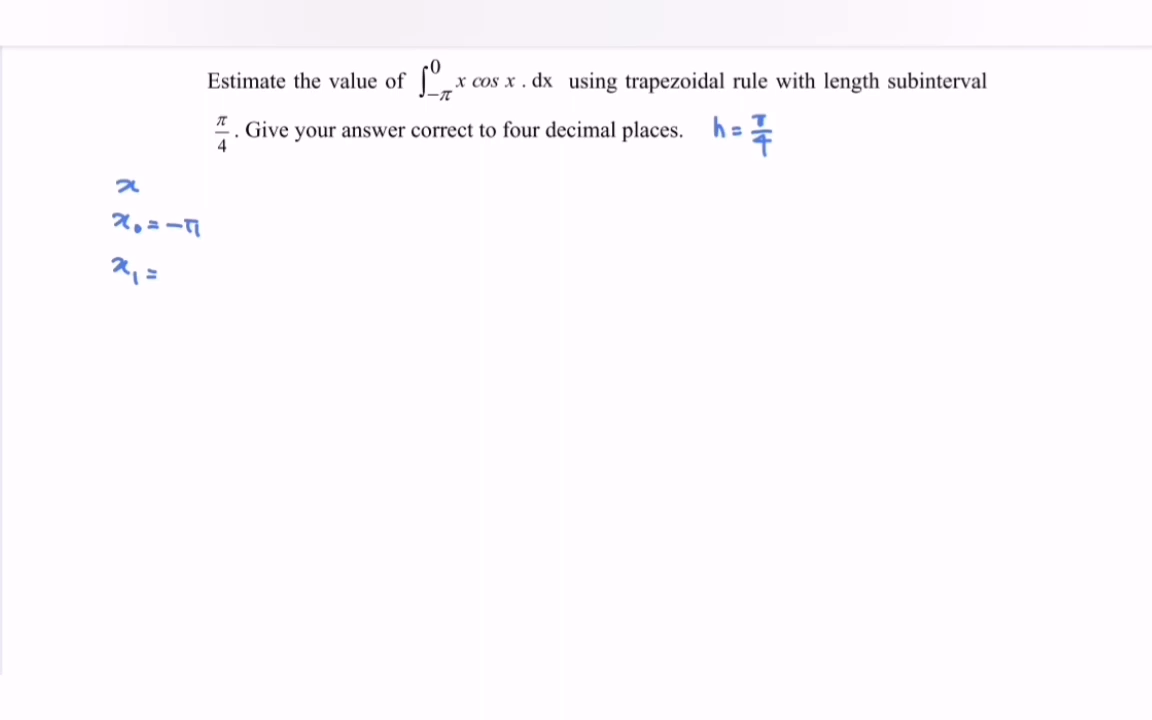 Estimate the value of ∫_{-π}^{0} x cos x . dx using trapezoidal rule with length subinterval
π/4 . Give your answer correct to four decimal places. h = π/4
x
x₀ = -π
x₁ =